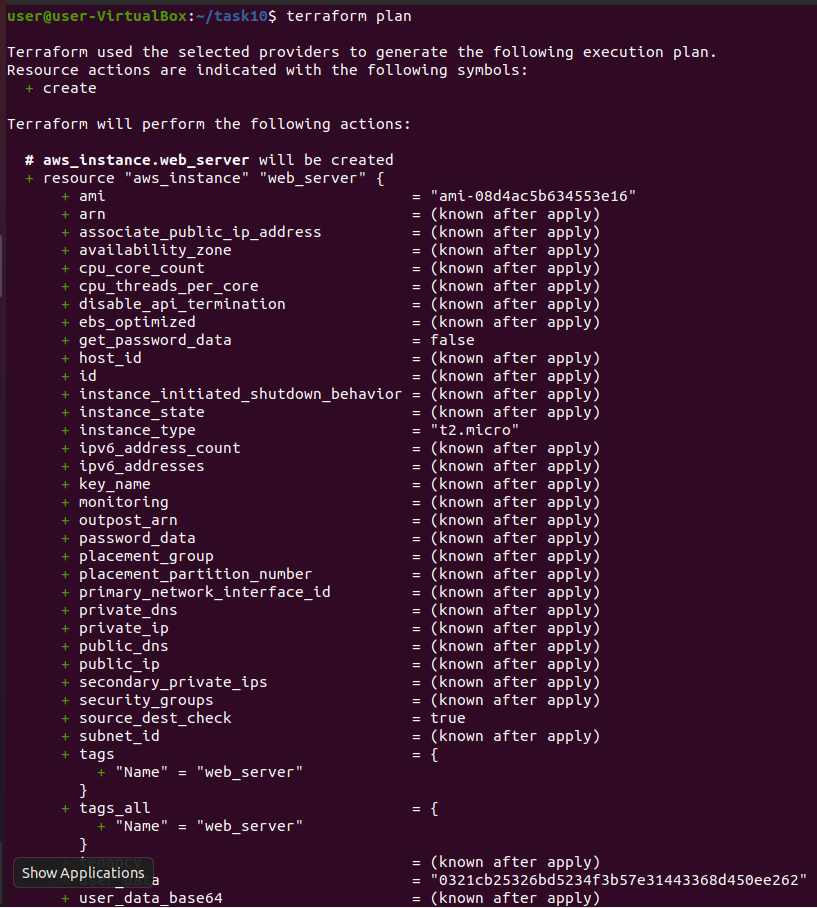 user@user-VirtualBox:~/task10$ terraform plan
Terraform used the selected providers to generate the following execution plan.
Resource actions are indicated with the following symbols:
+ create
Terraform will perform the following actions:
# aws_instance.web_server will be created
+ resource "aws_instance" "web_server" {
+ ami = "ami-08d4ac5b634553e16"
+ arn = (known after apply)
+ associate_public_ip_address = (known after apply)
+ availability_zone = (known after apply)
+ cpu_core_count = (known after apply)
+ cpu_threads_per_core = (known after apply)
+ disable_api_termination = (known after apply)
+ ebs_optimized = (known after apply)
+ get_password_data = false
+ host_id = (known after apply)
+ id = (known after apply)
+ instance_initiated_shutdown_behavior = (known after apply)
+ instance_state = (known after apply)
+ instance_type = "t2.micro"
+ ipv6_address_count = (known after apply)
+ ipv6_addresses = (known after apply)
+ key_name = (known after apply)
+ monitoring = (known after apply)
+ outpost_arn = (known after apply)
+ password_data = (known after apply)
+ placement_group = (known after apply)
+ placement_partition_number = (known after apply)
+ primary_network_interface_id = (known after apply)
+ private_dns = (known after apply)
+ private_ip = (known after apply)
+ public_dns = (known after apply)
+ public_ip = (known after apply)
+ secondary_private_ips = (known after apply)
+ security_groups = (known after apply)
+ source_dest_check = true
+ subnet_id = (known after apply)
+ tags = {
+ "Name" = "web_server"
}
+ tags_all = {
+ "Name" = "web_server"
}
+ tenancy = (known after apply)
Show Applications
+ user_data = "0321cb25326bd5234f3b57e31443368d450ee262"
+ user_data_base64 = (known after apply)